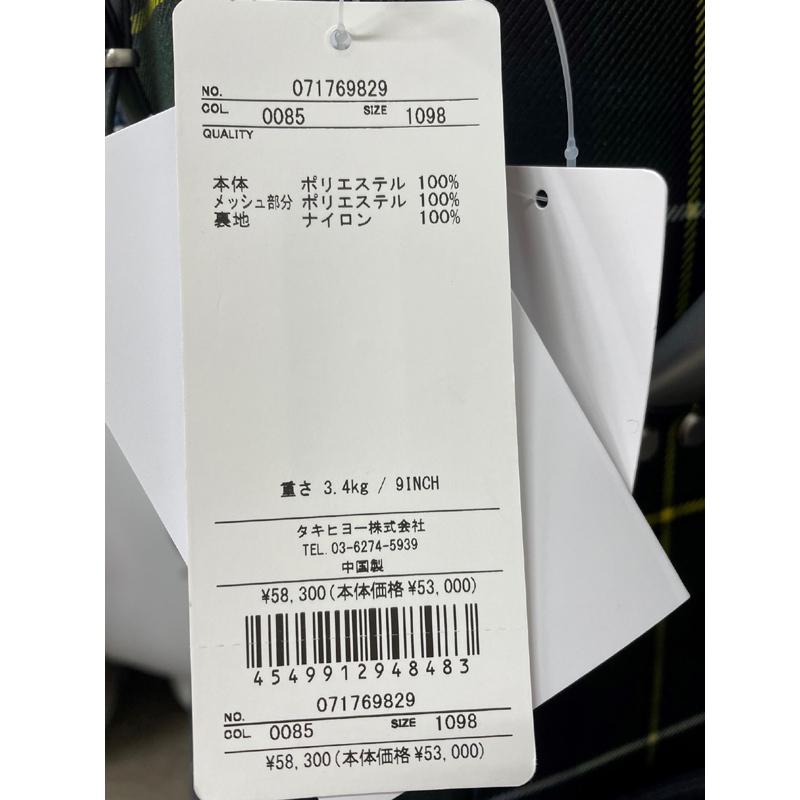 NO. 071769829
COL 0085 SIZE 1098
QUALITY
本体 ポリエステル 100%
メッシュ部分 ポリエステル 100%
裏地 ナイロン 100%
重さ 3.4kg / 9INCH
タキヒヨー株式会社
TEL. 03-6274-5939
中国製
¥58,300(本体価格¥53,000)
4549912948483
NO. 071769829
COL 0085 SIZE 1098
¥58,300(本体価格¥53,000)